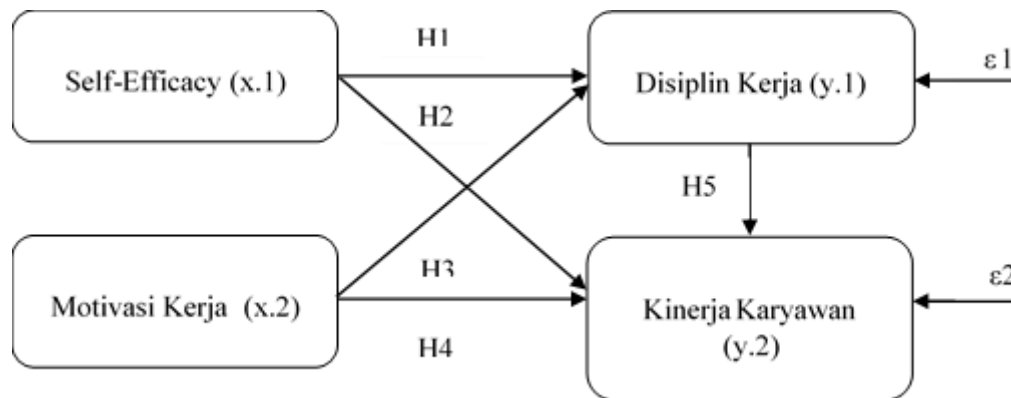 H1
Self-Efficacy (x.1)
Disiplin Kerja (y.1)
ε1
H2
H5
H3
Motivasi Kerja (x.2)
Kinerja Karyawan
(y.2)
ε2
H4